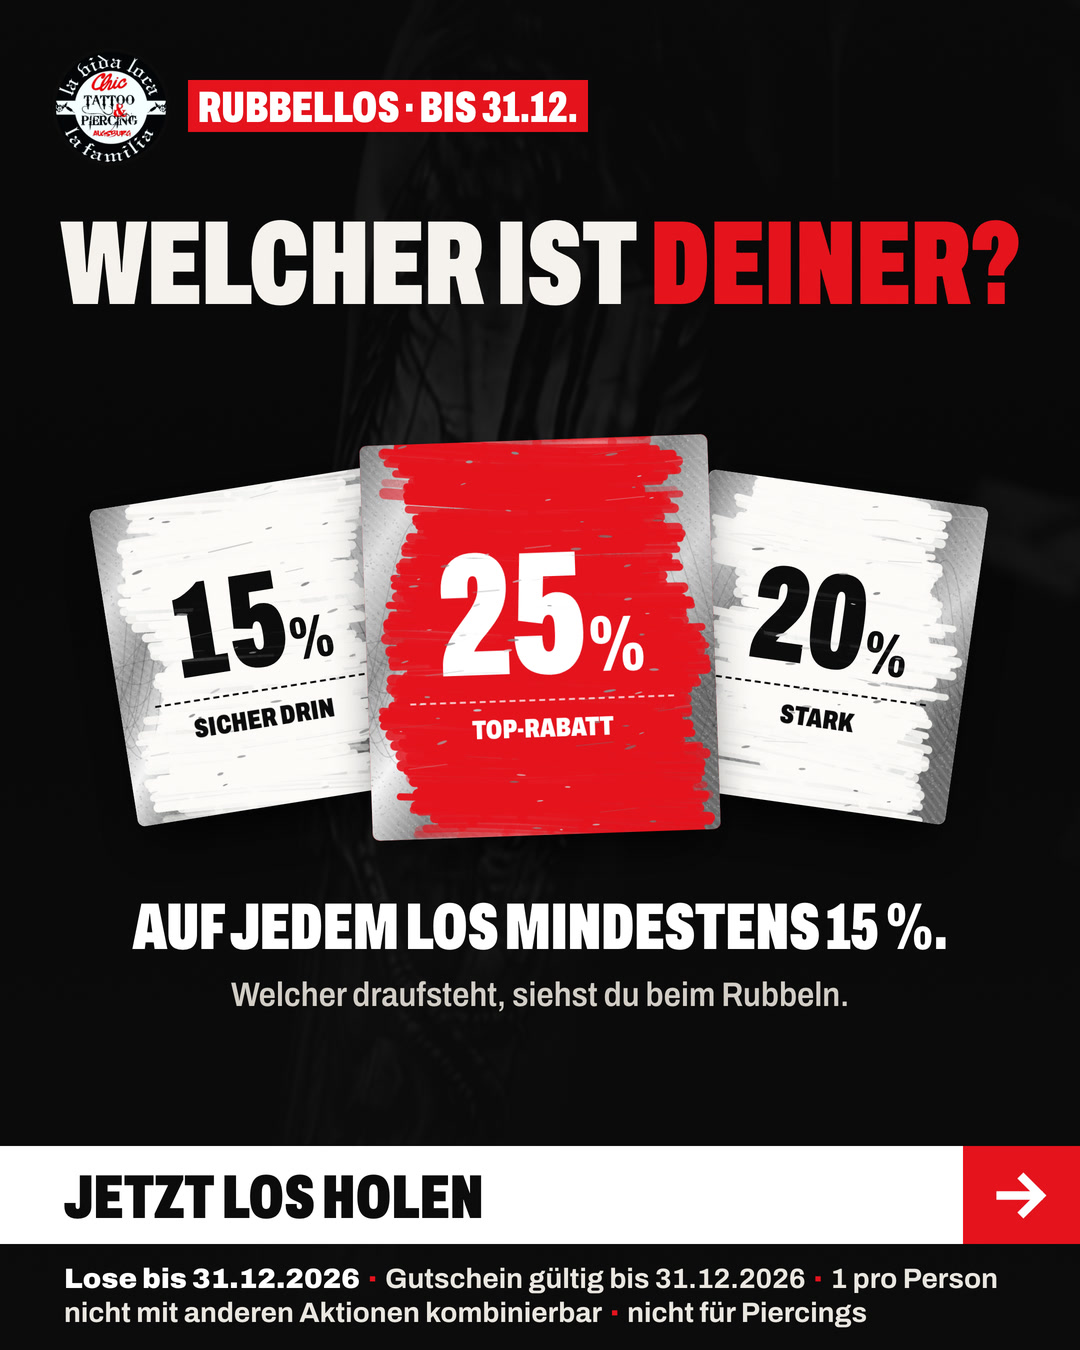 la vida loca
Chic
TATTOO
&
PIERCING
AUGSBURG
la familia
RUBBELLOS · BIS 31.12.
WELCHER IST DEINER?
15%
SICHER DRIN
25%
TOP-RABATT
20%
STARK
AUF JEDEM LOS MINDESTENS 15 %.
Welcher draufsteht, siehst du beim Rubbeln.
JETZT LOS HOLEN
Lose bis 31.12.2026 · Gutschein gültig bis 31.12.2026 · 1 pro Person
nicht mit anderen Aktionen kombinierbar · nicht für Piercings